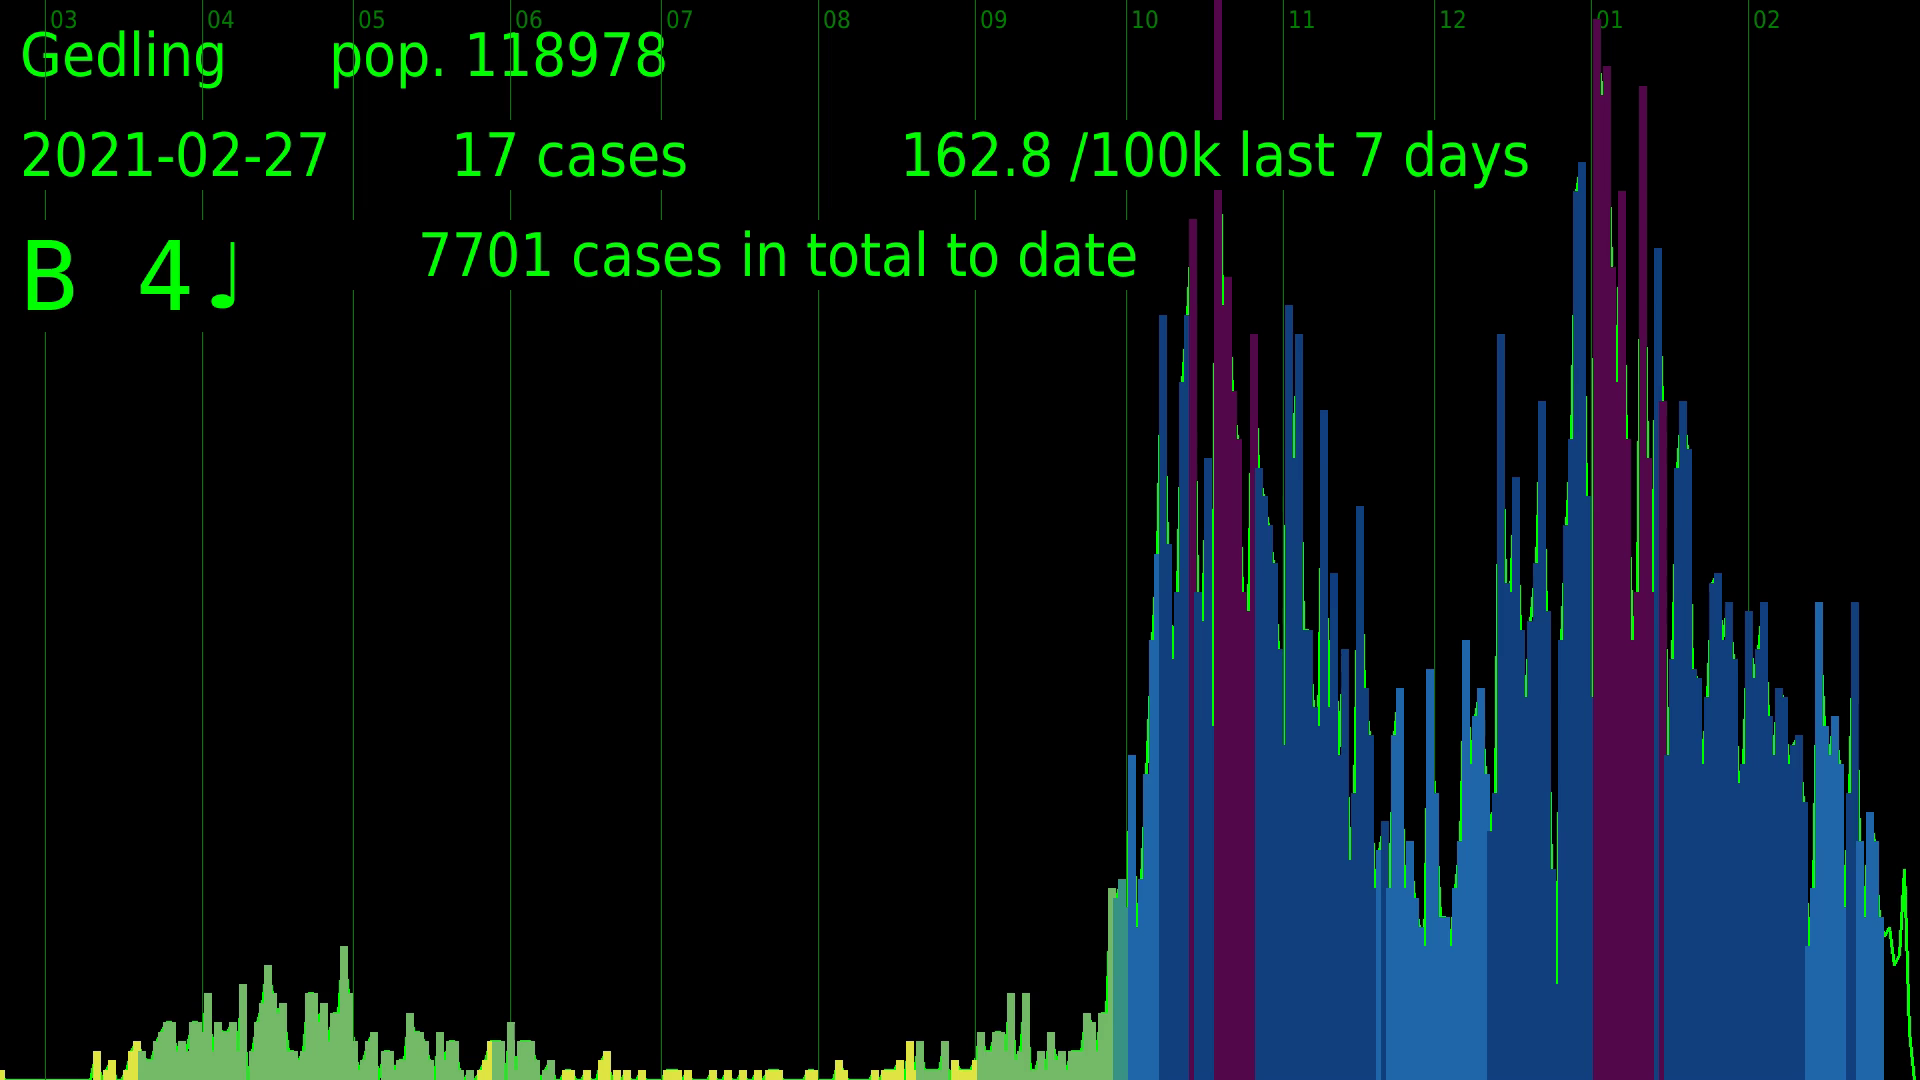 03 04 05 06 07 08 09 10 11 12 01 02
Gedling pop. 118978
2021-02-27 17 cases 162.8 /100k last 7 days
B 4♩ 7701 cases in total to date